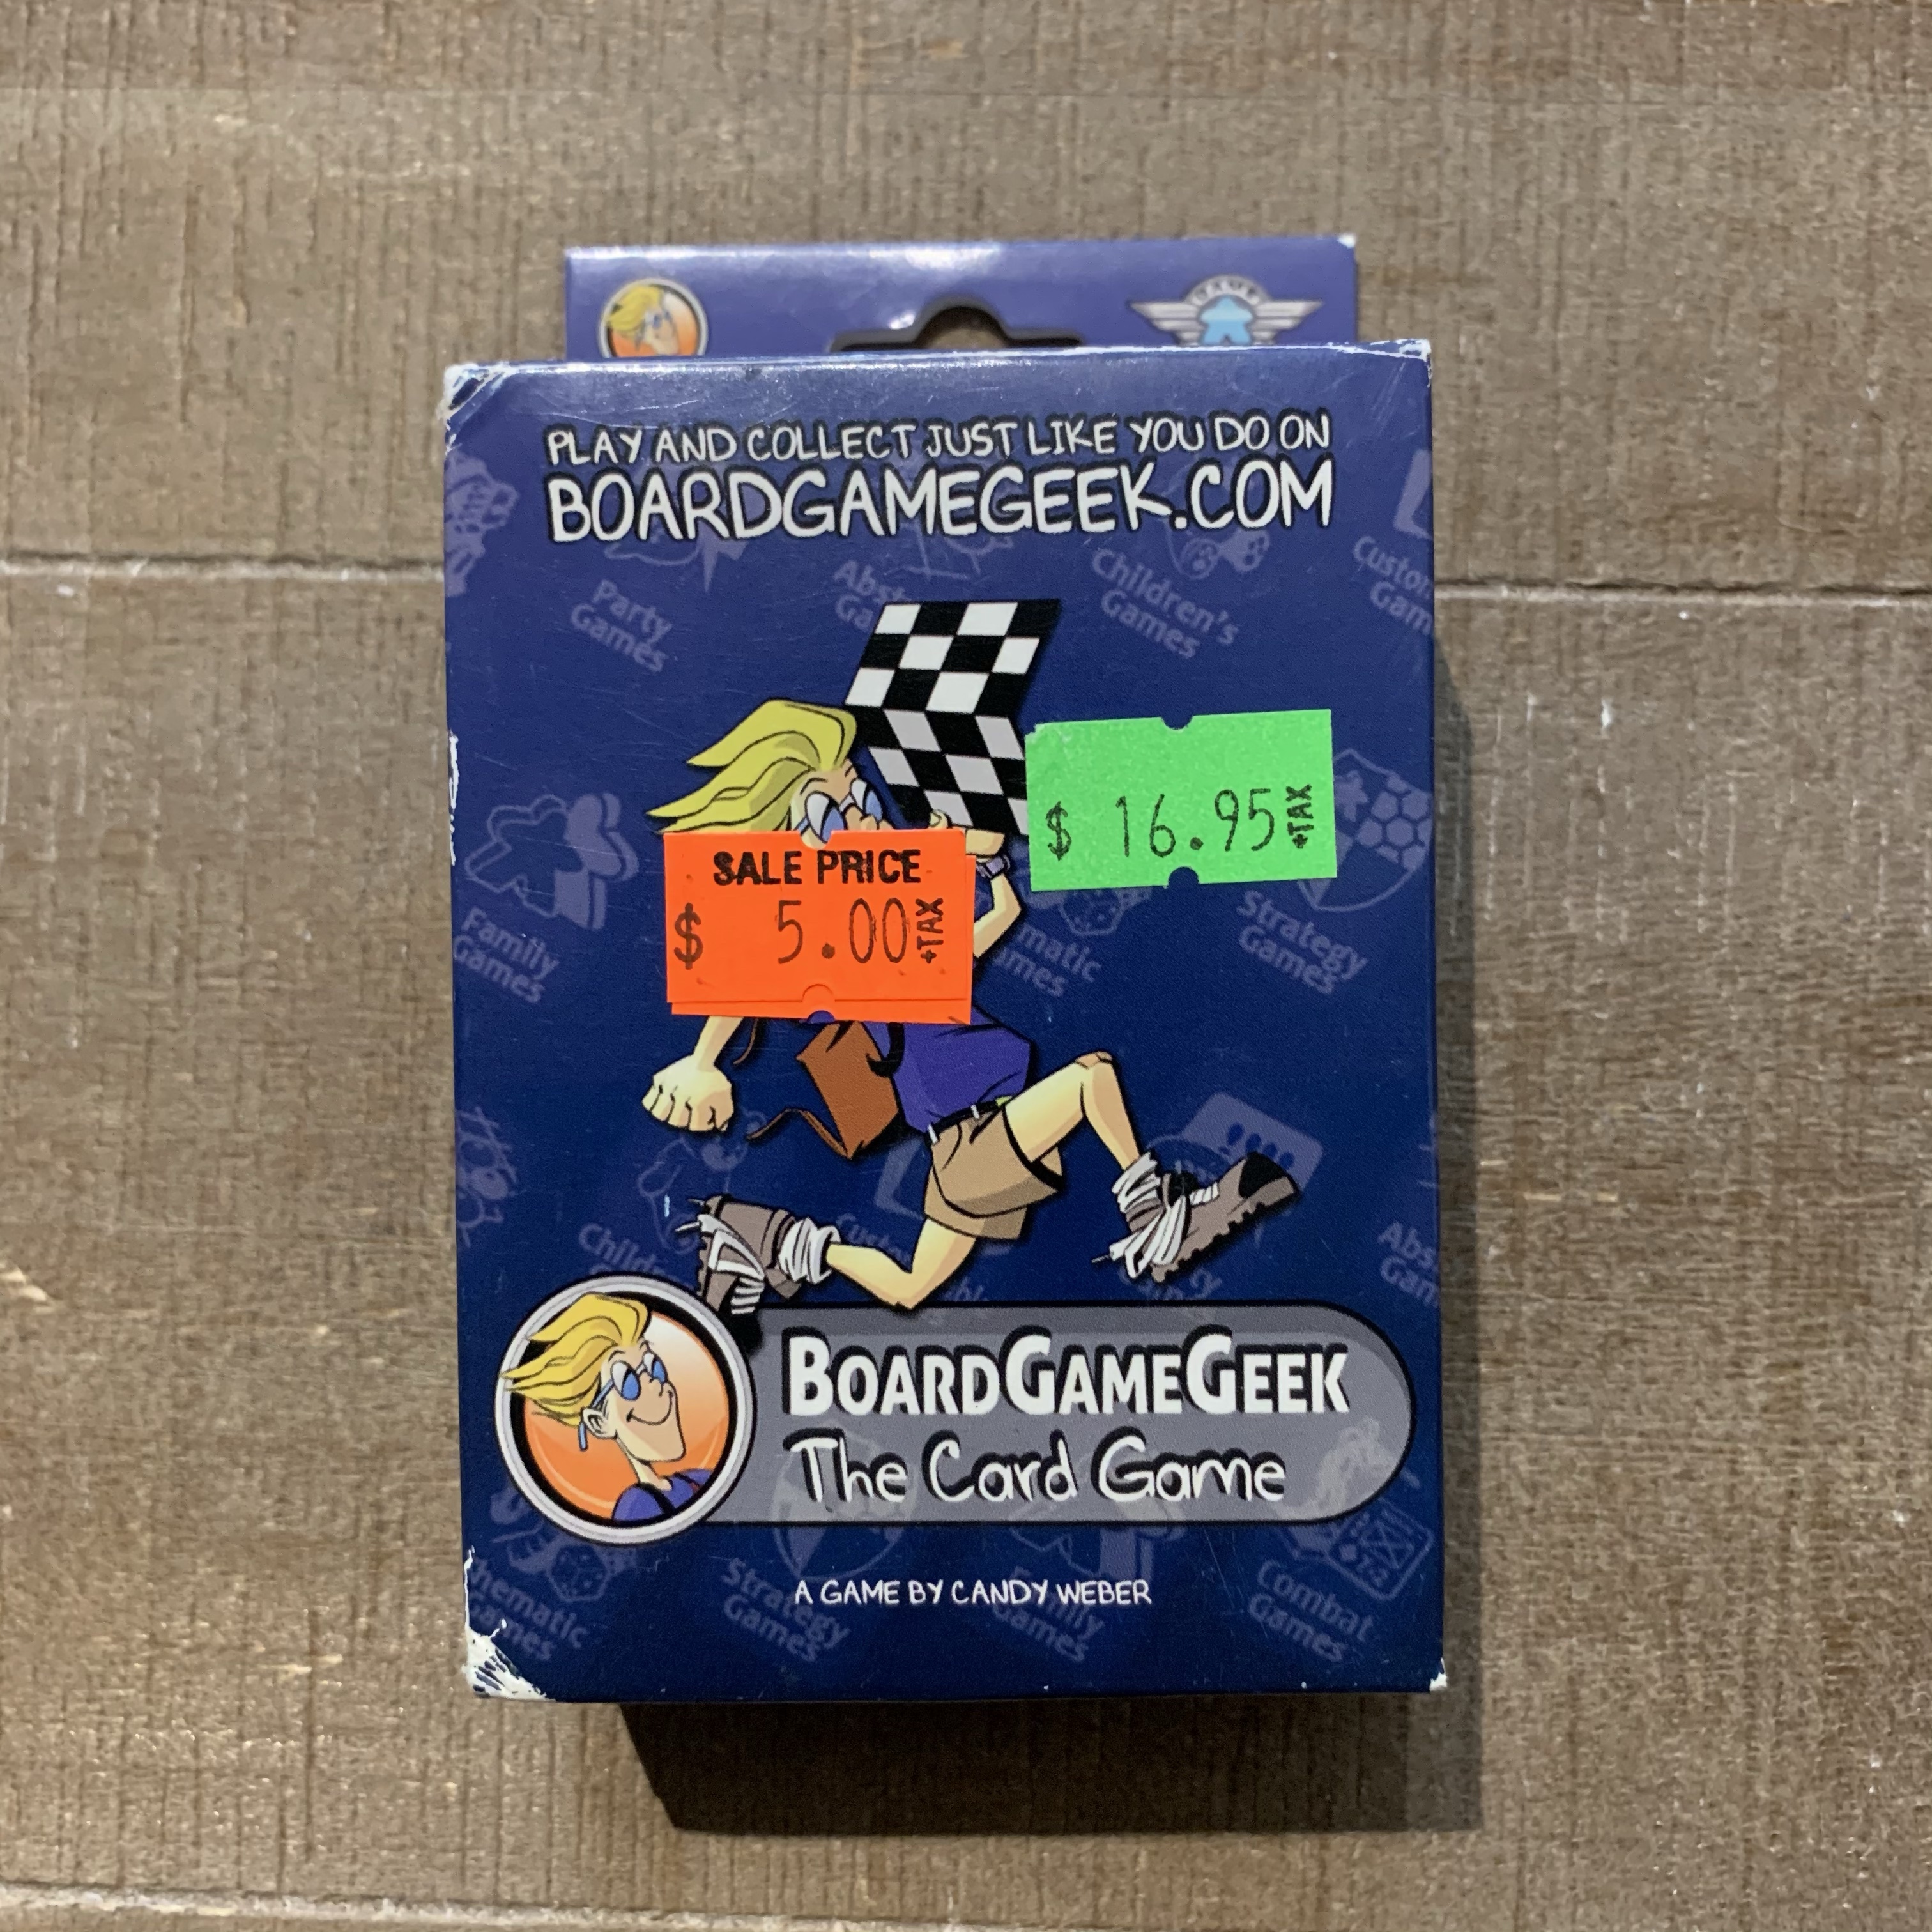 PLAY AND COLLECT JUST LIKE YOU DO ON
BOARDGAMEGEEK.COM
Party
Games
Children's
Games
$ 16.95 +TAX
SALE PRICE
$ 5.00 +TAX
Family
Games
Strategy
Games
BOARDGAMEGEEK
The Card Game
A GAME BY CANDY WEBER
Strategy
Games
Combat
Games